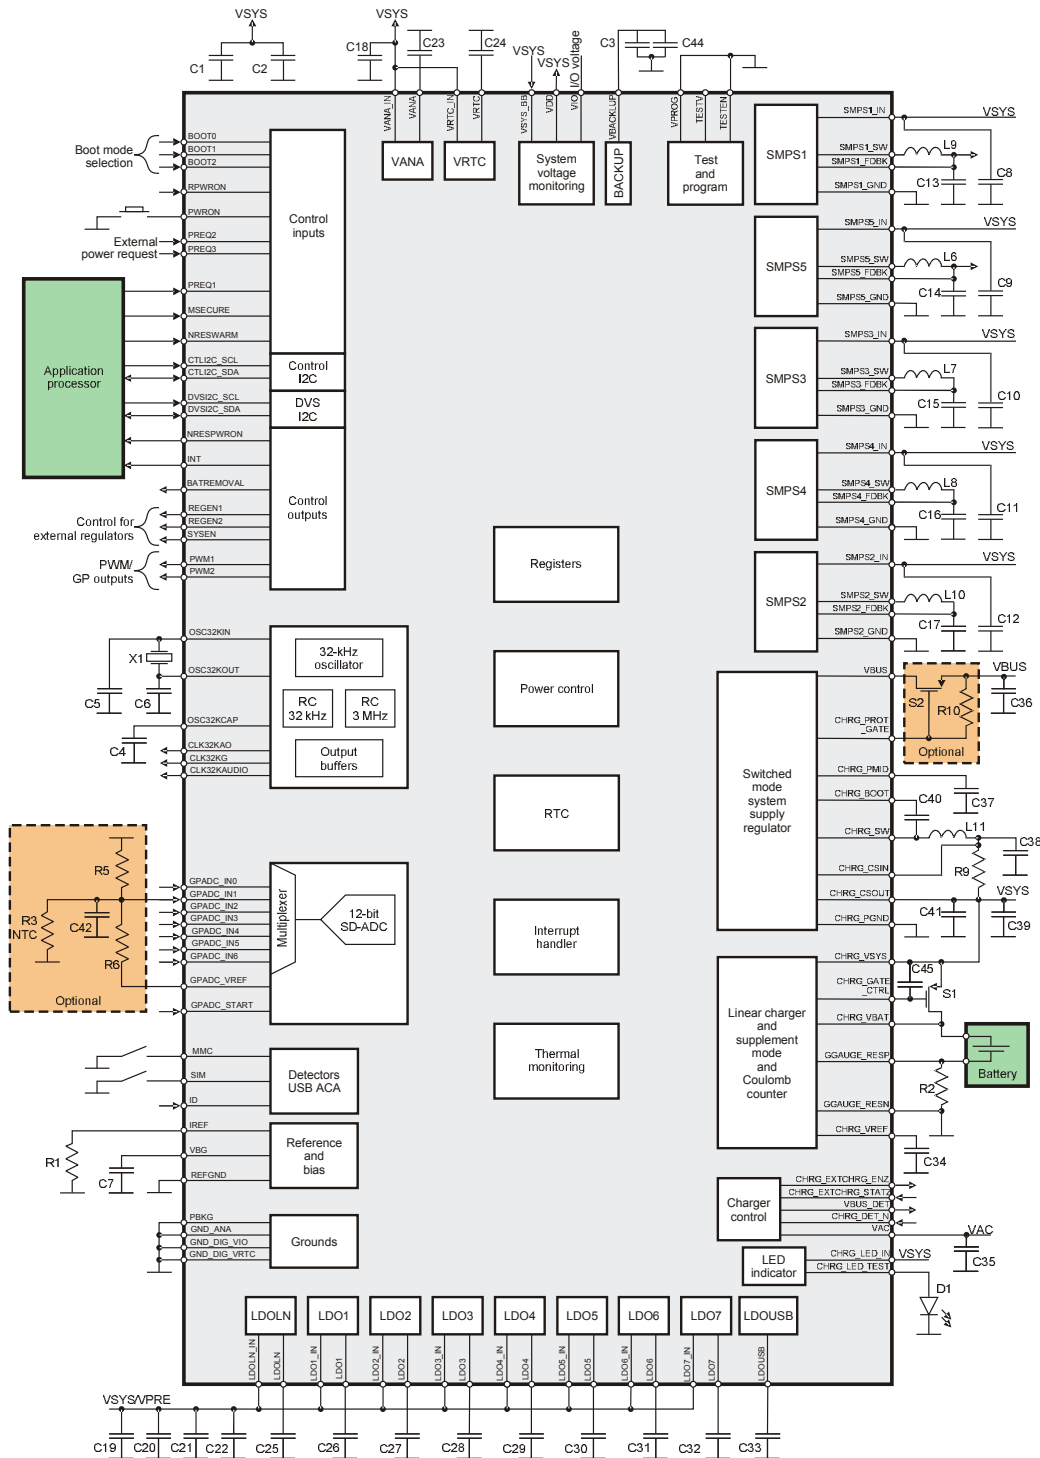 VSYS
C1
C2
VSYS
C18
C23
C24
VSYS
VSYS
I/O voltage
C3
C44
VANA_IN
VANA
VRTC_IN
VRTC
VSYS_BB
VDD
VIO
VBACKUP
VPROG
TESTV
TESTEN
VANA
VRTC
System
voltage
monitoring
BACKUP
Test
and
program
Boot mode
selection
BOOT0
BOOT1
BOOT2
RPWRON
PWRON
External
power request
PREQ2
PREQ3
PREQ1
MSECURE
NRESWARM
Control
inputs
Application
processor
CTLI2C_SCL
CTLI2C_SDA
Control
I2C
DVSI2C_SCL
DVSI2C_SDA
DVS
I2C
NRESPWRON
INT
BATREMOVAL
Control for
external regulators
REGEN1
REGEN2
SYSEN
PWM/
GP outputs
PWM1
PWM2
Control
outputs
SMPS1
SMPS1_IN
VSYS
SMPS1_SW
L9
SMPS1_FDBK
C13
C8
SMPS1_GND
SMPS5
SMPS5_IN
VSYS
SMPS5_SW
L6
SMPS5_FDBK
C14
C9
SMPS5_GND
SMPS3
SMPS3_IN
VSYS
SMPS3_SW
L7
SMPS3_FDBK
C15
C10
SMPS3_GND
SMPS4
SMPS4_IN
VSYS
SMPS4_SW
L8
SMPS4_FDBK
C16
C11
SMPS4_GND
SMPS2
SMPS2_IN
VSYS
SMPS2_SW
L10
SMPS2_FDBK
C17
C12
SMPS2_GND
Registers
Power control
RTC
Interrupt
handler
Thermal
monitoring
OSC32KIN
X1
OSC32KOUT
C5
C6
OSC32KCAP
C4
CLK32KAO
CLK32KG
CLK32KAUDIO
32-kHz
oscillator
RC
32 kHz
RC
3 MHz
Output
buffers
R5
R3
NTC
C42
R6
Optional
GPADC_IN0
GPADC_IN1
GPADC_IN2
GPADC_IN3
GPADC_IN4
GPADC_IN5
GPADC_IN6
GPADC_VREF
GPADC_START
Multiplexer
12-bit
SD-ADC
MMC
SIM
ID
Detectors
USB ACA
IREF
VBG
REFGND
R1
C7
Reference
and
bias
PBKG
GND_ANA
GND_DIG_VIO
GND_DIG_VRTC
Grounds
Switched
mode
system
supply
regulator
VBUS
CHRG_PROT
_GATE
S2
R10
Optional
VBUS
C36
CHRG_PMID
C37
CHRG_BOOT
C40
CHRG_SW
L11
C38
CHRG_CSIN
R9
CHRG_CSOUT
VSYS
C41
C39
CHRG_PGND
Linear charger
and
supplement
mode
and
Coulomb
counter
CHRG_VSYS
C45
CHRG_GATE
_CTRL
S1
CHRG_VBAT
GGAUGE_RESP
Battery
R2
GGAUGE_RESN
CHRG_VREF
C34
Charger
control
CHRG_EXTCHRG_ENZ
CHRG_EXTCHRG_STATZ
VBUS_DET
CHRG_DET_N
VAC
VAC
C35
LED
indicator
CHRG_LED_IN
VSYS
CHRG_LED_TEST
D1
LDOLN
LDO1
LDO2
LDO3
LDO4
LDO5
LDO6
LDO7
LDOUSB
LDOLN_IN
LDOLN
LDO1_IN
LDO1
LDO2_IN
LDO2
LDO3_IN
LDO3
LDO4_IN
LDO4
LDO5_IN
LDO5
LDO6_IN
LDO6
LDO7_IN
LDO7
LDOUSB
VSYS/VPRE
C19
C20
C21
C22
C25
C26
C27
C28
C29
C30
C31
C32
C33